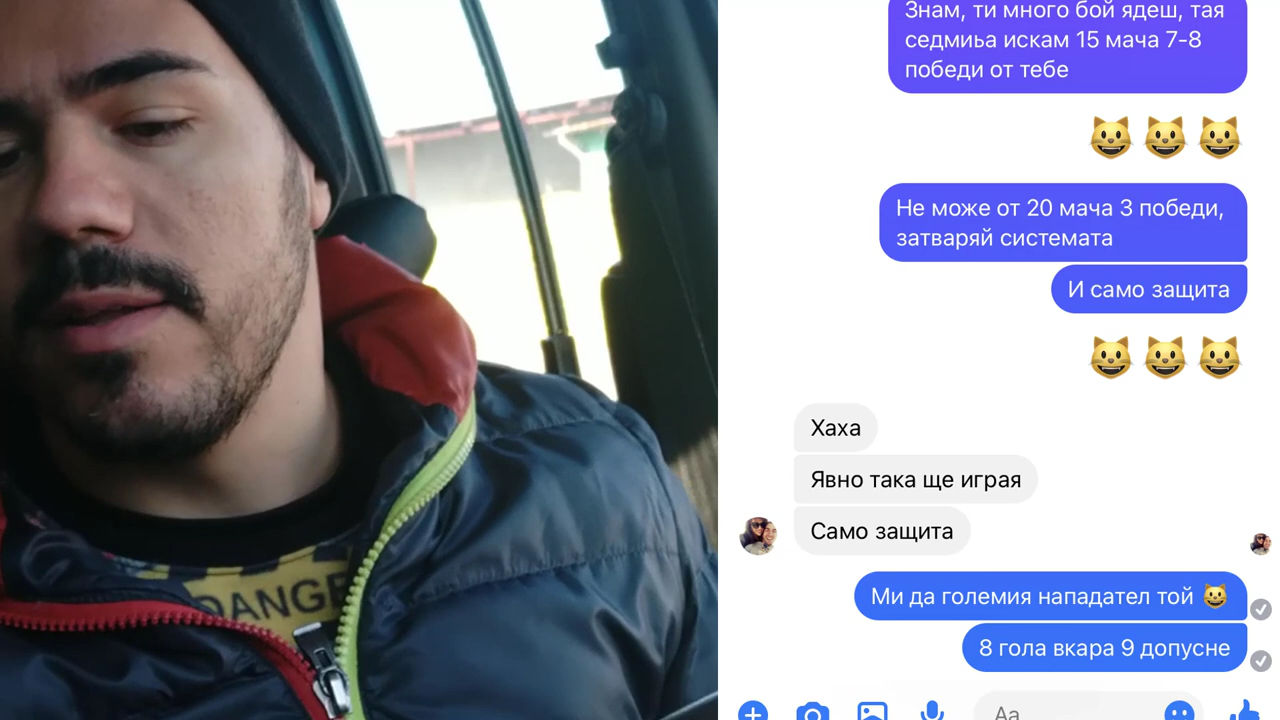 Знам, ти много бой ядеш, тая
седмиьа искам 15 мача 7-8
победи от тебе
😺 😺 😺
Не може от 20 мача 3 победи,
затваряй системата
И само защита
😺 😺 😺
Хаха
Явно така ще играя
Само защита
Ми да големия нападател той 😺
8 гола вкара 9 допусне
Aa
DANGE